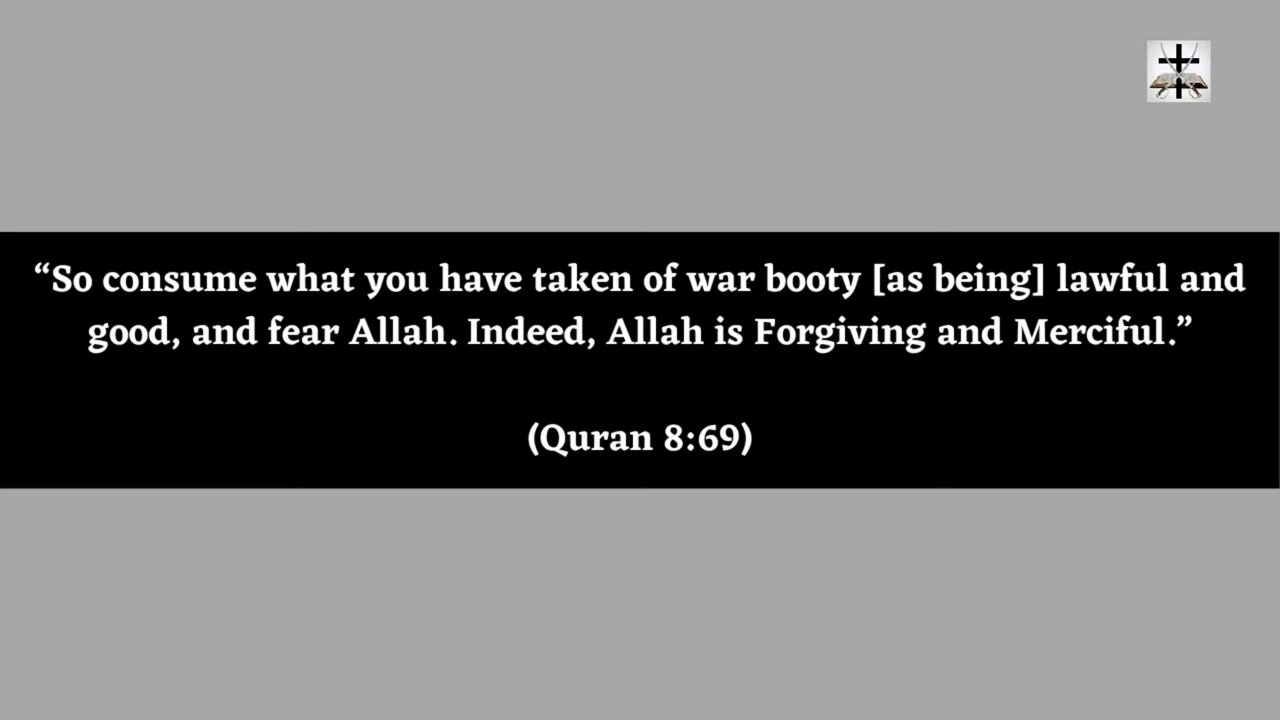 “So consume what you have taken of war booty [as being] lawful and
good, and fear Allah. Indeed, Allah is Forgiving and Merciful.”
(Quran 8:69)